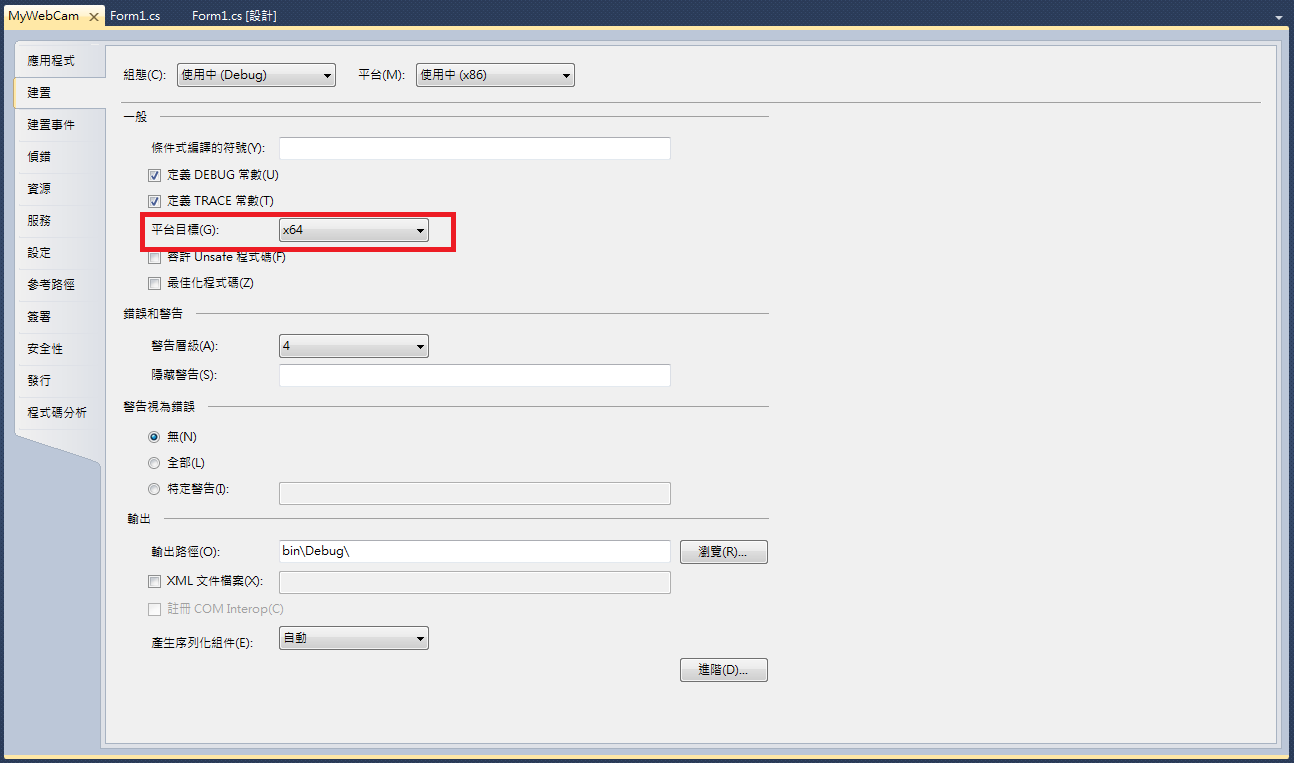 MyWebCam Form1.cs Form1.cs [設計]
應用程式
建置
建置事件
偵錯
資源
服務
設定
參考路徑
簽署
安全性
發行
程式碼分析
組態(C): 使用中 (Debug) 平台(M): 使用中 (x86)
一般
條件式編譯的符號(Y):
定義 DEBUG 常數(U)
定義 TRACE 常數(T)
平台目標(G): x64
容許 Unsafe 程式碼(F)
最佳化程式碼(Z)
錯誤和警告
警告層級(A): 4
隱藏警告(S):
警告視為錯誤
無(N)
全部(L)
特定警告(I):
輸出
輸出路徑(O): bin\Debug\ 瀏覽(R)...
XML 文件檔案(X):
註冊 COM Interop(C)
產生序列化組件(E): 自動
進階(D)...